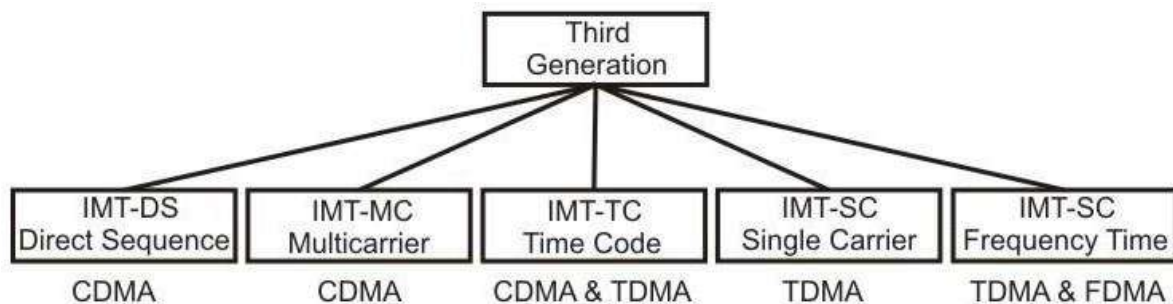 Third
Generation
IMT-DS
Direct Sequence
IMT-MC
Multicarrier
IMT-TC
Time Code
IMT-SC
Single Carrier
IMT-SC
Frequency Time
CDMA
CDMA
CDMA & TDMA
TDMA
TDMA & FDMA